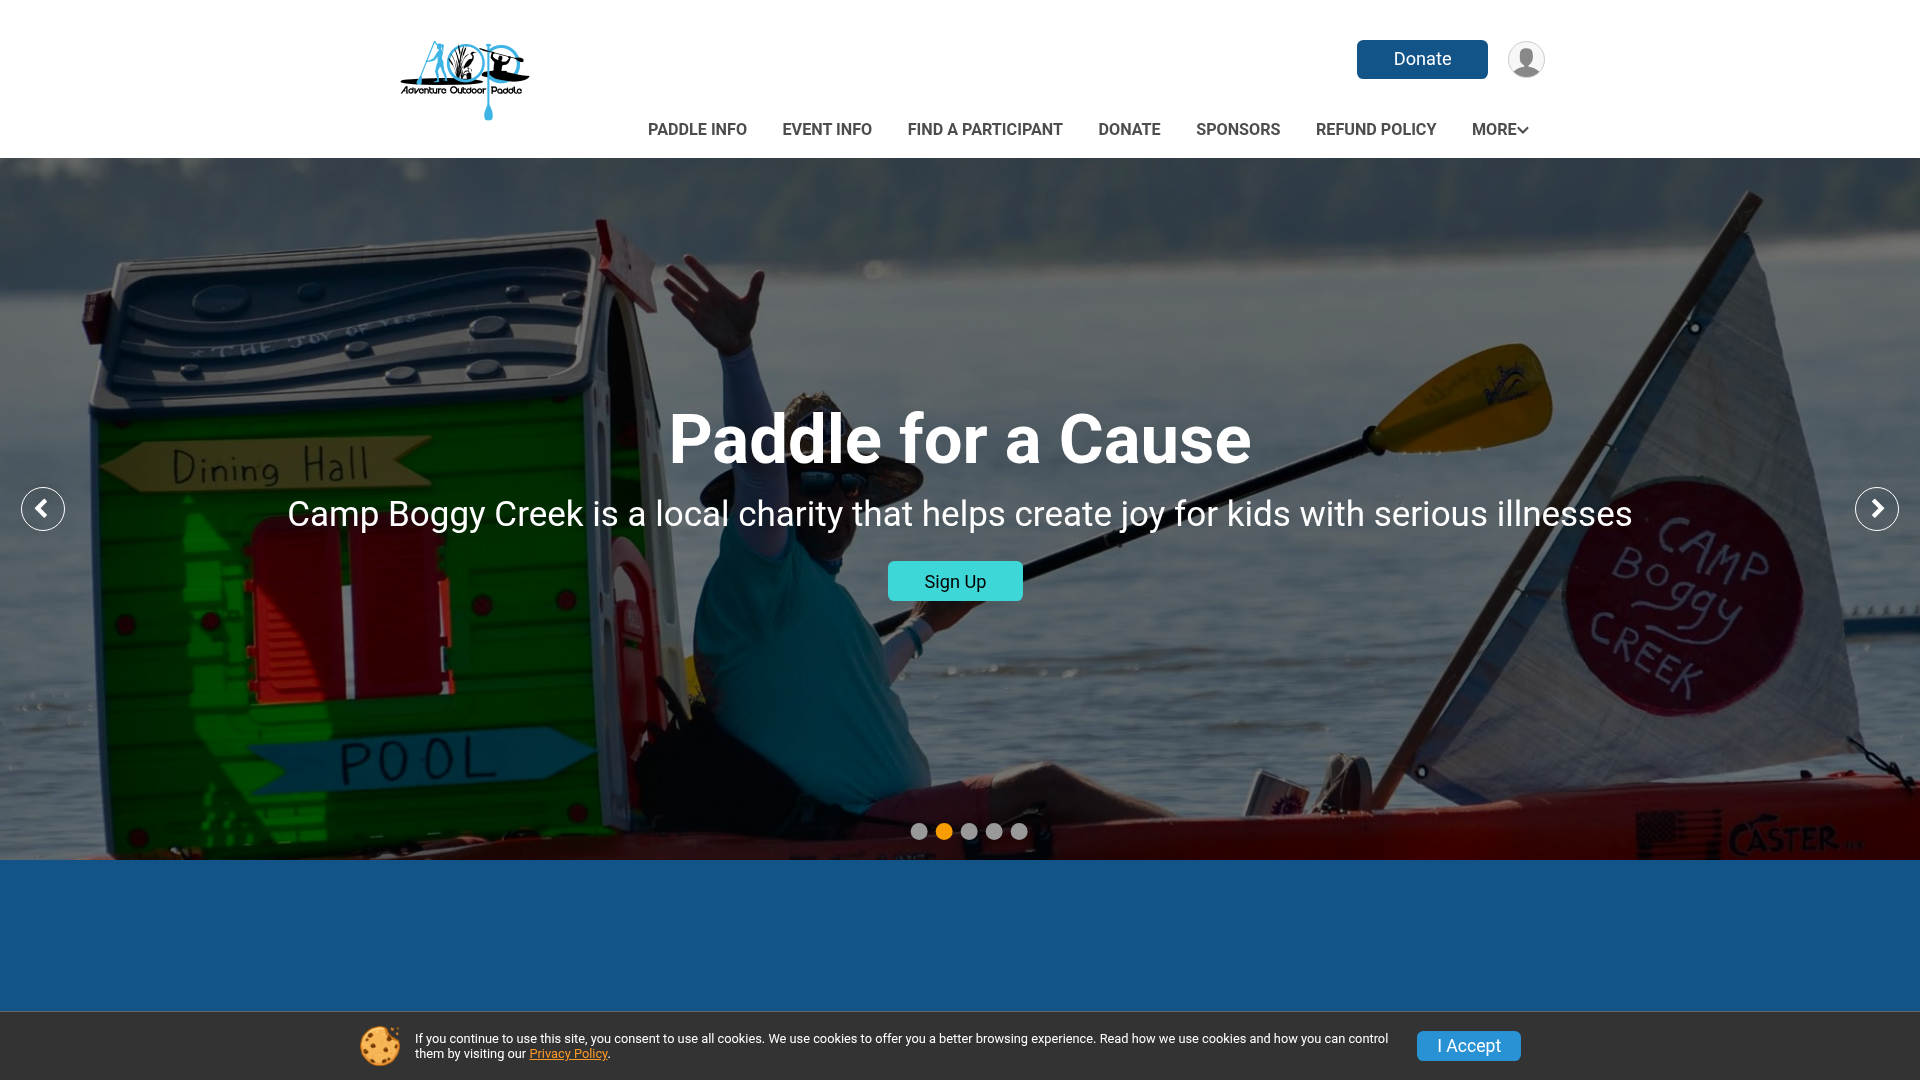 Adventure Outdoor Paddle
Donate
PADDLE INFO
EVENT INFO
FIND A PARTICIPANT
DONATE
SPONSORS
REFUND POLICY
MORE
* THE JOY OF YES *
Dining Hall
Paddle for a Cause
Camp Boggy Creek is a local charity that helps create joy for kids with serious illnesses
Sign Up
CAMP
BOGGY
CREEK
POOL
CASTER
If you continue to use this site, you consent to use all cookies. We use cookies to offer you a better browsing experience. Read how we use cookies and how you can control
them by visiting our Privacy Policy.
I Accept